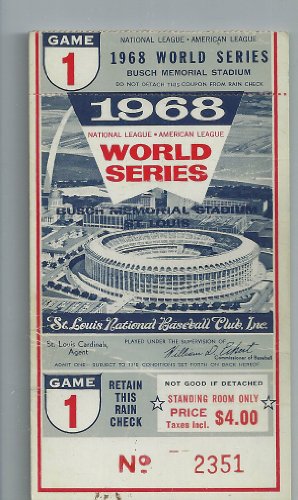 GAME
1
NATIONAL LEAGUE • AMERICAN LEAGUE
1968 WORLD SERIES
BUSCH MEMORIAL STADIUM
DO NOT DETACH THIS COUPON FROM RAIN CHECK
1968
NATIONAL LEAGUE • AMERICAN LEAGUE
WORLD
SERIES
BUSCH MEMORIAL STADIUM
ST. LOUIS
St. Louis National Baseball Club, Inc.
St. Louis Cardinals,
Agent
PLAYED UNDER THE SUPERVISION OF
William D. Eckert
Commissioner of Baseball
ADMIT ONE - SUBJECT TO THE CONDITIONS SET FORTH ON BACK HEREOF
GAME
1
RETAIN
THIS
RAIN
CHECK
NOT GOOD IF DETACHED
STANDING ROOM ONLY
PRICE
Taxes incl.
$4.00
No 2351